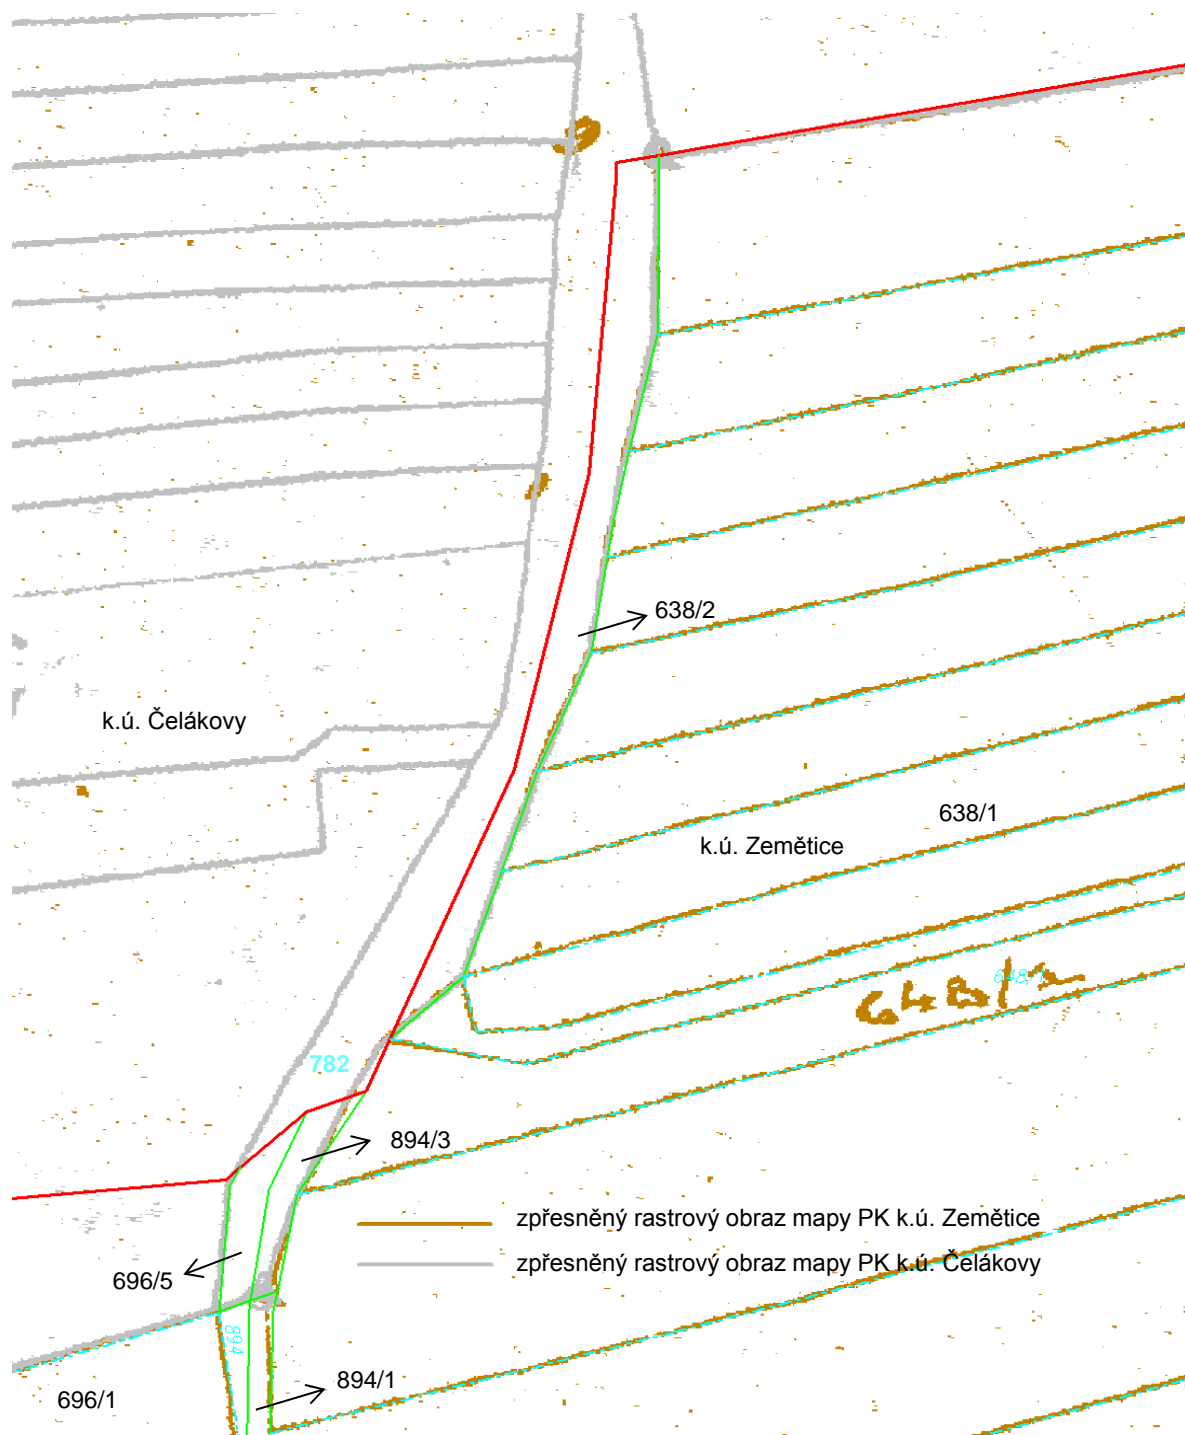 638/2
k.ú. Čelákovy
638/1
k.ú. Zemětice
648/2
782
894/3
zpřesněný rastrový obraz mapy PK k.ú. Zemětice
zpřesněný rastrový obraz mapy PK k.ú. Čelákovy
696/5
894
894/1
696/1